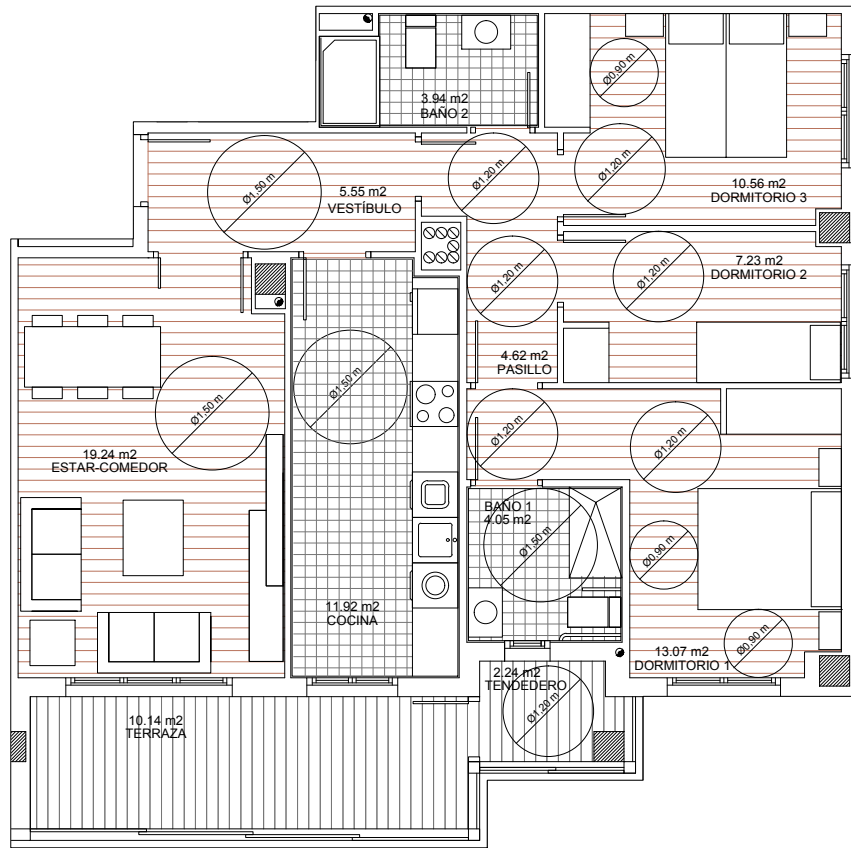 3.94 m2
BAÑO 2
Ø0,90 m
Ø1,50 m
5.55 m2
VESTÍBULO
Ø1,20 m
Ø1,20 m
10.56 m2
DORMITORIO 3
Ø1,20 m
Ø1,20 m
7.23 m2
DORMITORIO 2
4.62 m2
PASILLO
Ø1,50 m
Ø1,50 m
19.24 m2
ESTAR-COMEDOR
Ø1,20 m
Ø1,20 m
BAÑO 1
4.05 m2
Ø1,50 m
Ø0,90 m
11.92 m2
COCINA
Ø0,90 m
13.07 m2
DORMITORIO 1
2.24 m2
TENDEDERO
Ø1,20 m
10.14 m2
TERRAZA